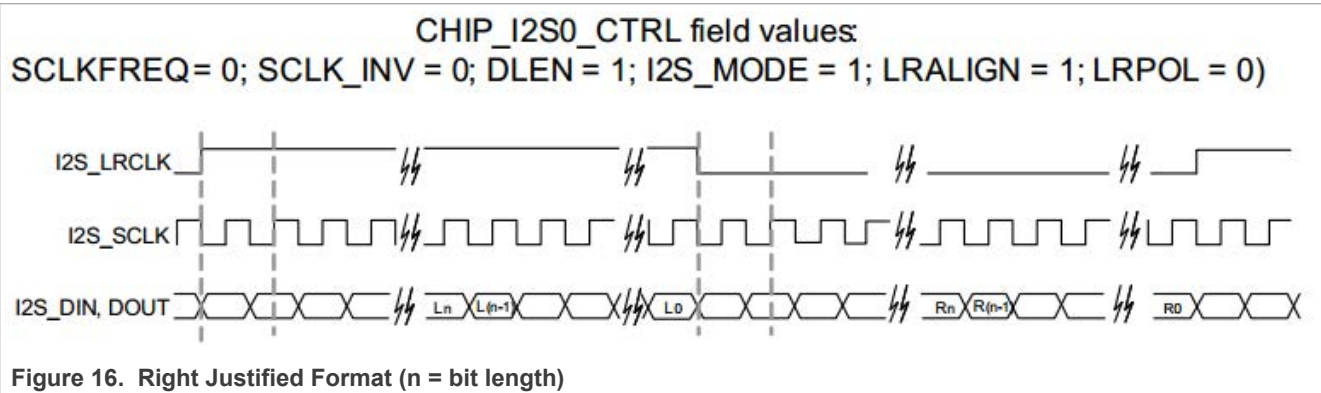 CHIP_I2S0_CTRL field values:
SCLKFREQ= 0; SCLK_INV = 0; DLEN = 1; I2S_MODE = 1; LRALIGN = 1; LRPOL = 0)
I2S_LRCLK
I2S_SCLK
I2S_DIN, DOUT Ln L(n-1) L0 Rn R(n-1) R0
Figure 16. Right Justified Format (n = bit length)